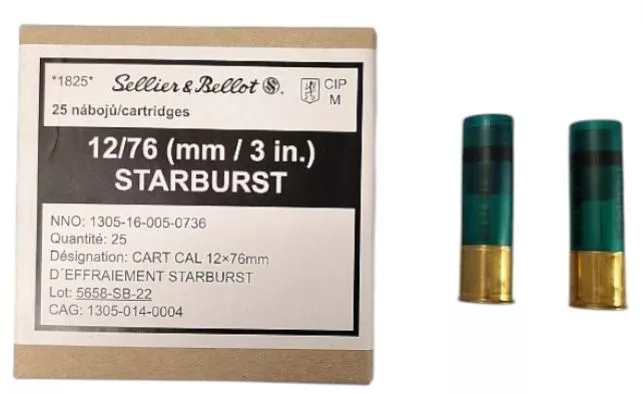 *1825* Sellier & Bellot S&B. CIP
M
25 nábojů/cartridges
12/76 (mm / 3 in.)
STARBURST
NNO: 1305-16-005-0736
Quantité: 25
Désignation: CART CAL 12×76mm
D´EFFRAIEMENT STARBURST
Lot: 5658-SB-22
CAG: 1305-014-0004